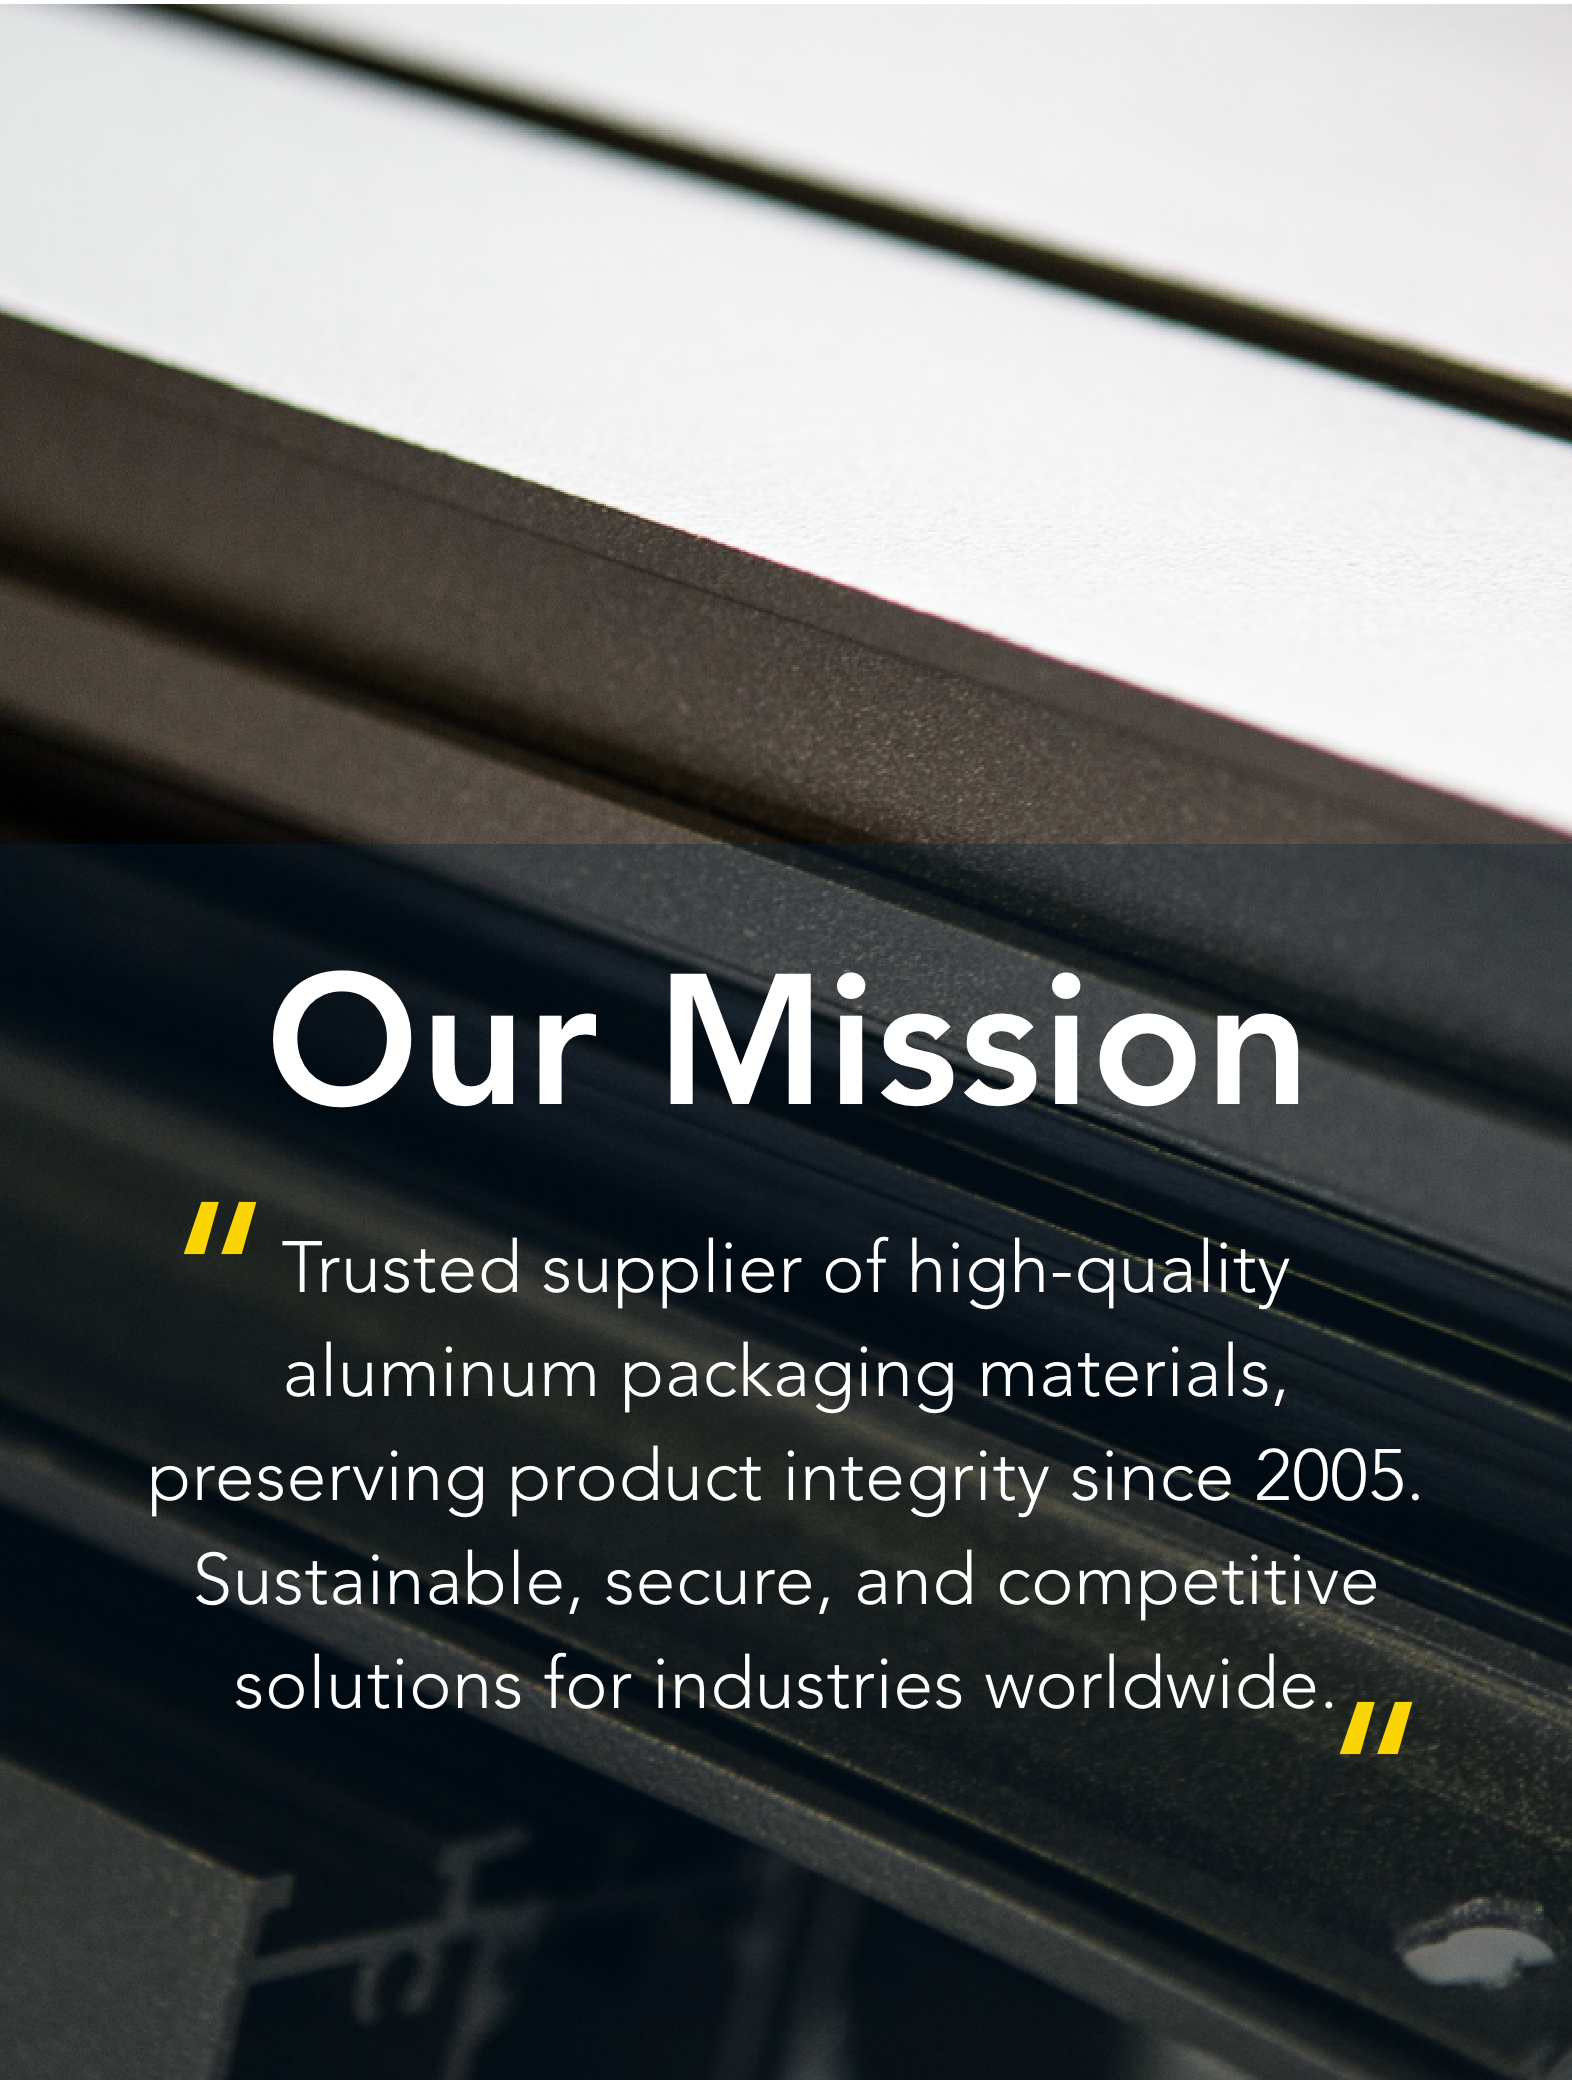 Our Mission
“ Trusted supplier of high-quality
aluminum packaging materials,
preserving product integrity since 2005.
Sustainable, secure, and competitive
solutions for industries worldwide. “